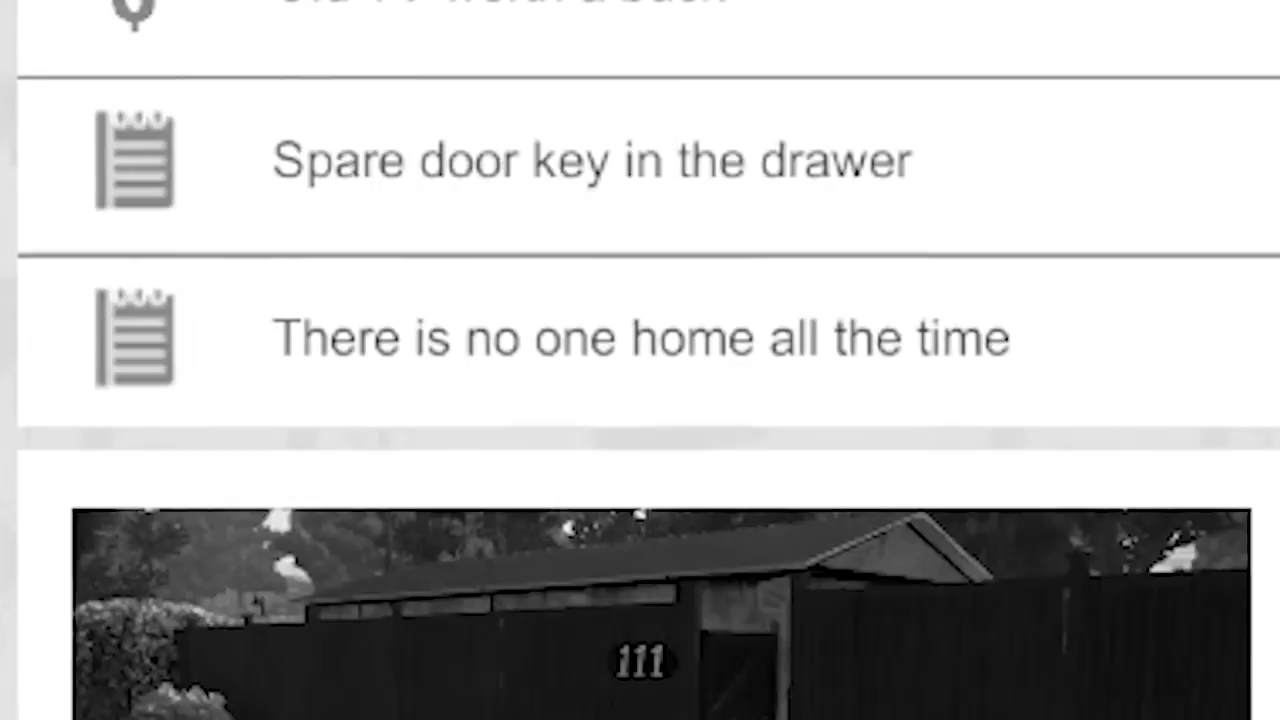 Spare door key in the drawer
There is no one home all the time
111